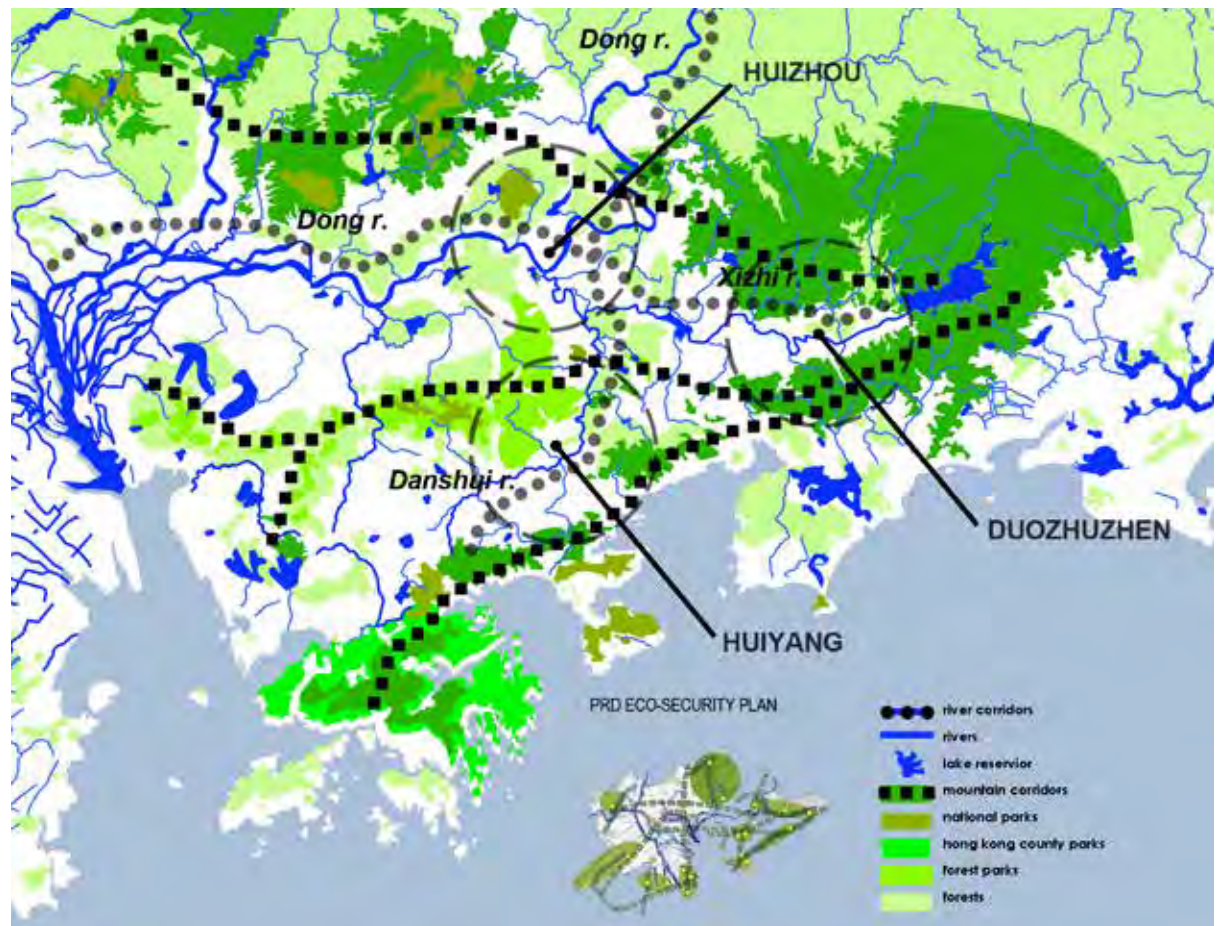 Dong r.
HUIZHOU
Dong r.
Xizhi r.
Danshui r.
DUOZHUZHEN
HUIYANG
PRD ECO-SECURITY PLAN
river corridors
rivers
lake reservior
mountain corridors
national parks
hong kong county parks
forest parks
forests